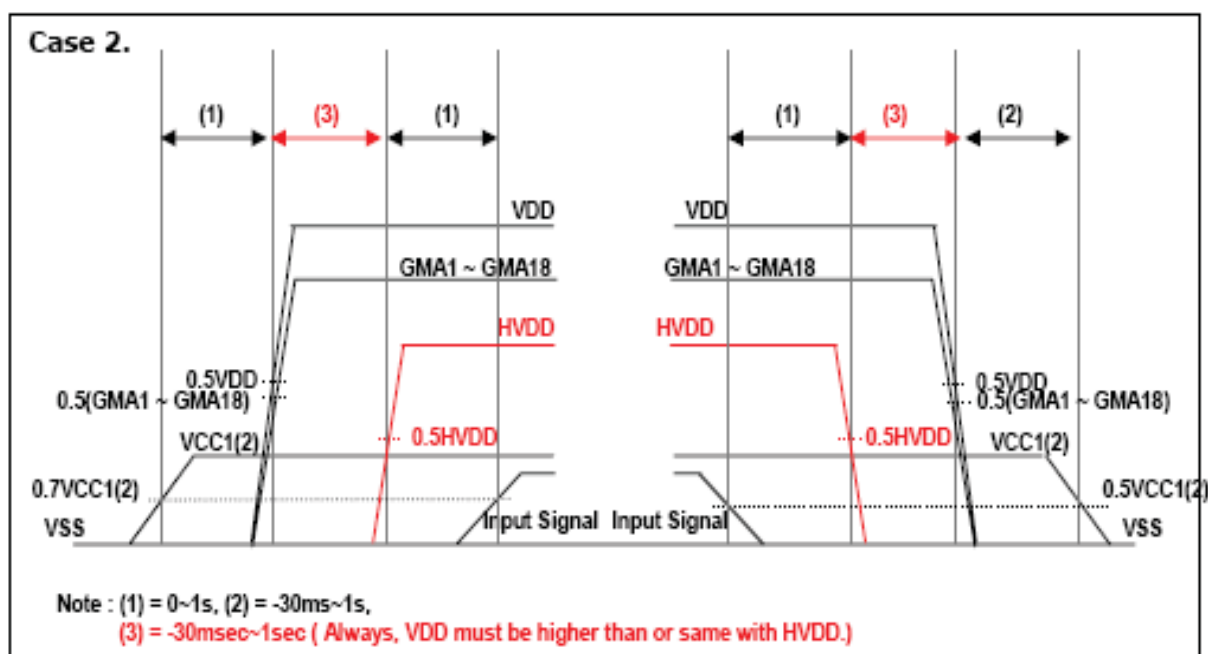 Case 2.
(1) (3) (1) (1) (3) (2)
VDD VDD
GMA1 ~ GMA18 GMA1 ~ GMA18
HVDD HVDD
0.5VDD 0.5VDD
0.5(GMA1 ~ GMA18) 0.5(GMA1 ~ GMA18)
VCC1(2) 0.5HVDD 0.5HVDD VCC1(2)
0.7VCC1(2) 0.5VCC1(2)
VSS Input Signal Input Signal VSS
Note : (1) = 0~1s, (2) = -30ms~1s,
(3) = -30msec~1sec ( Always, VDD must be higher than or same with HVDD.)